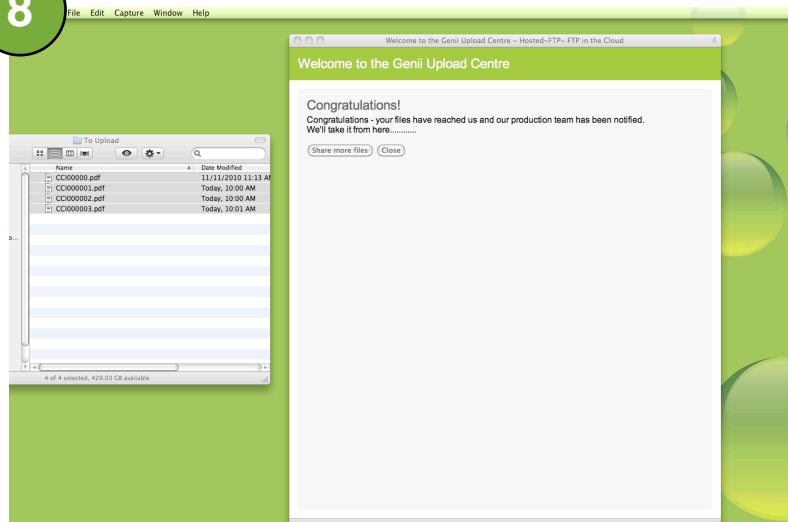 8
File Edit Capture Window Help
Welcome to the Genii Upload Centre – Hosted~FTP~ FTP in the Cloud
Welcome to the Genii Upload Centre
Congratulations!
Congratulations - your files have reached us and our production team has been notified.
We'll take it from here............
Share more files Close
To Upload
Name Date Modified
CCI00000.pdf 11/11/2010 11:13 AM
CCI000001.pdf Today, 10:00 AM
CCI000002.pdf Today, 10:00 AM
CCI000003.pdf Today, 10:01 AM
o...
4 of 4 selected, 429.03 GB available